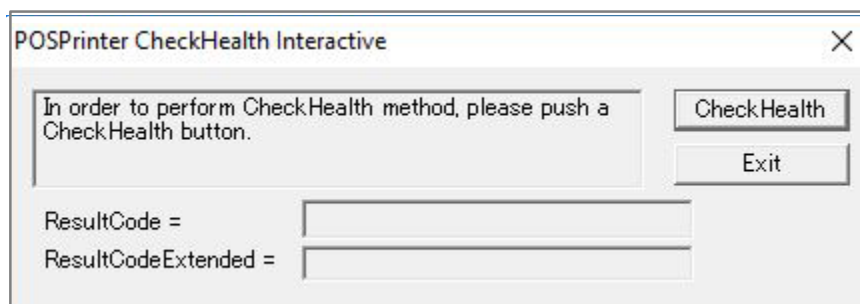 POSPrinter CheckHealth Interactive
In order to perform CheckHealth method, please push a
CheckHealth button.
CheckHealth
Exit
ResultCode =
ResultCodeExtended =